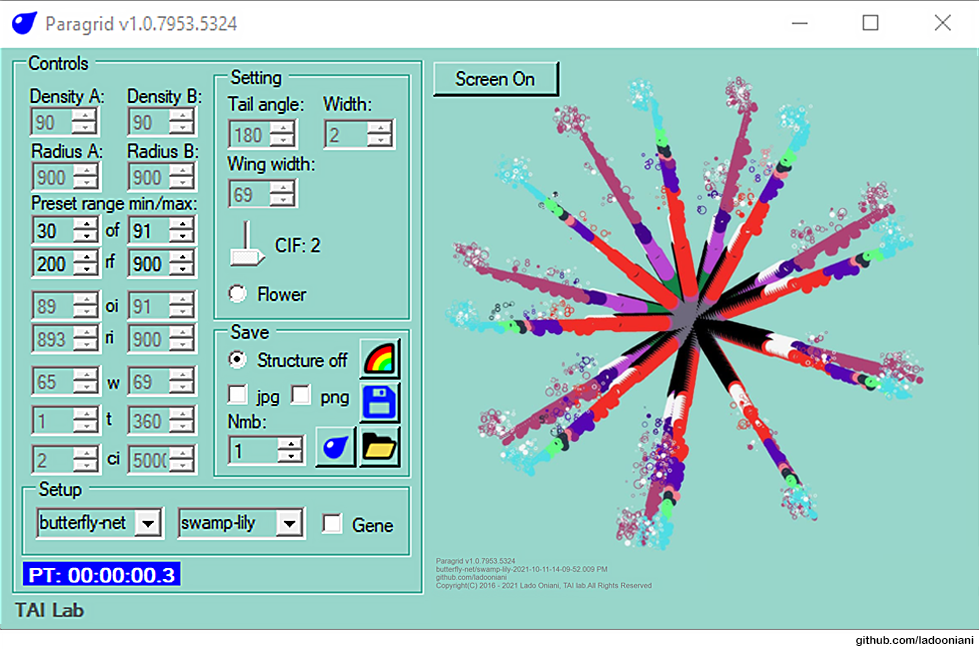 Paragrid v1.0.7953.5324
Controls
Density A: Density B:
90 90
Radius A: Radius B:
900 900
Preset range min/max:
30 of 91
200 rf 900
89 oi 91
893 ri 900
65 w 69
1 t 360
2 ci 5000
Setting
Tail angle: Width:
180 2
Wing width:
69
CIF: 2
Flower
Save
Structure off
jpg png
Nmb:
1
Setup
butterfly-net swamp-lily Gene
PT: 00:00:00.3
TAI Lab
Screen On
Paragrid v1.0.7953.5324
butterfly-net/swamp-lily-2021-10-11-14-09-52.009 PM
github.com/ladooniani
Copyright(C) 2016 - 2021 Lado Oniani, TAI lab.All Rights Reserved
github.com/ladooniani